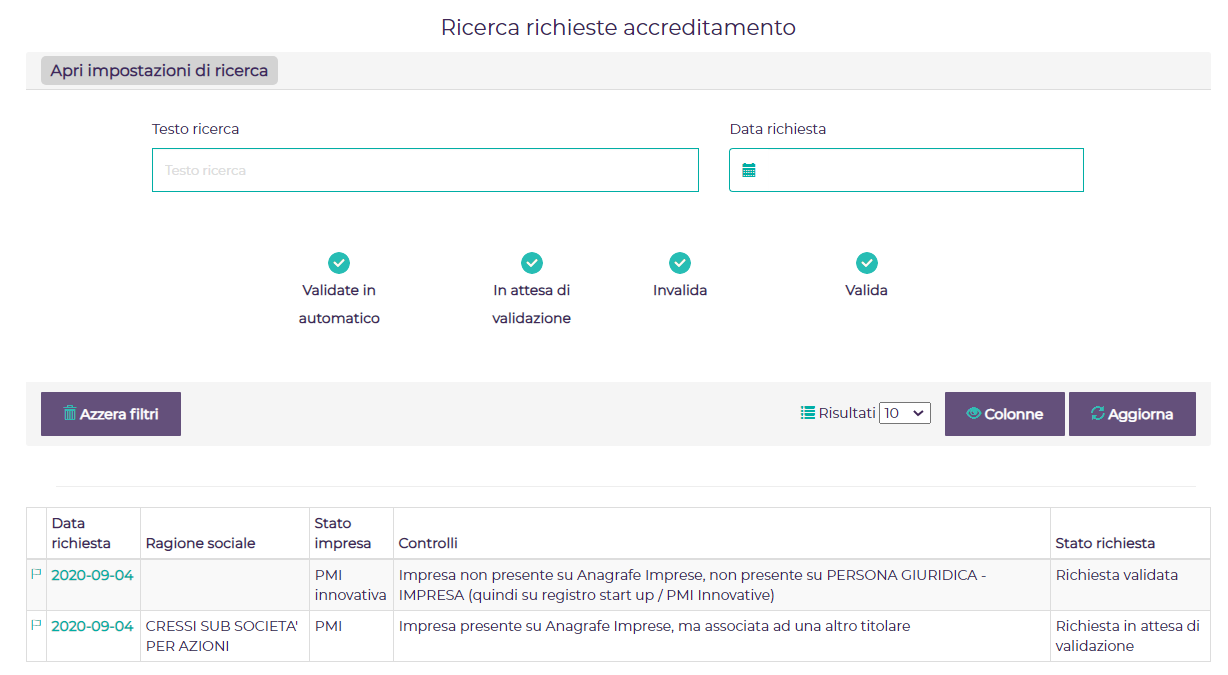 Ricerca richieste accreditamento
Apri impostazioni di ricerca
Testo ricerca
Data richiesta
Testo ricerca
Validate in
automatico
In attesa di
validazione
Invalida
Valida
Azzera filtri
Risultati 10
Colonne
Aggiorna
Data
richiesta
Ragione sociale
Stato
impresa
Controlli
Stato richiesta
2020-09-04
PMI
innovativa
Impresa non presente su Anagrafe Imprese, non presente su PERSONA GIURIDICA -
IMPRESA (quindi su registro start up / PMI Innovative)
Richiesta validata
2020-09-04
CRESSI SUB SOCIETA'
PER AZIONI
PMI
Impresa presente su Anagrafe Imprese, ma associata ad una altro titolare
Richiesta in attesa di
validazione